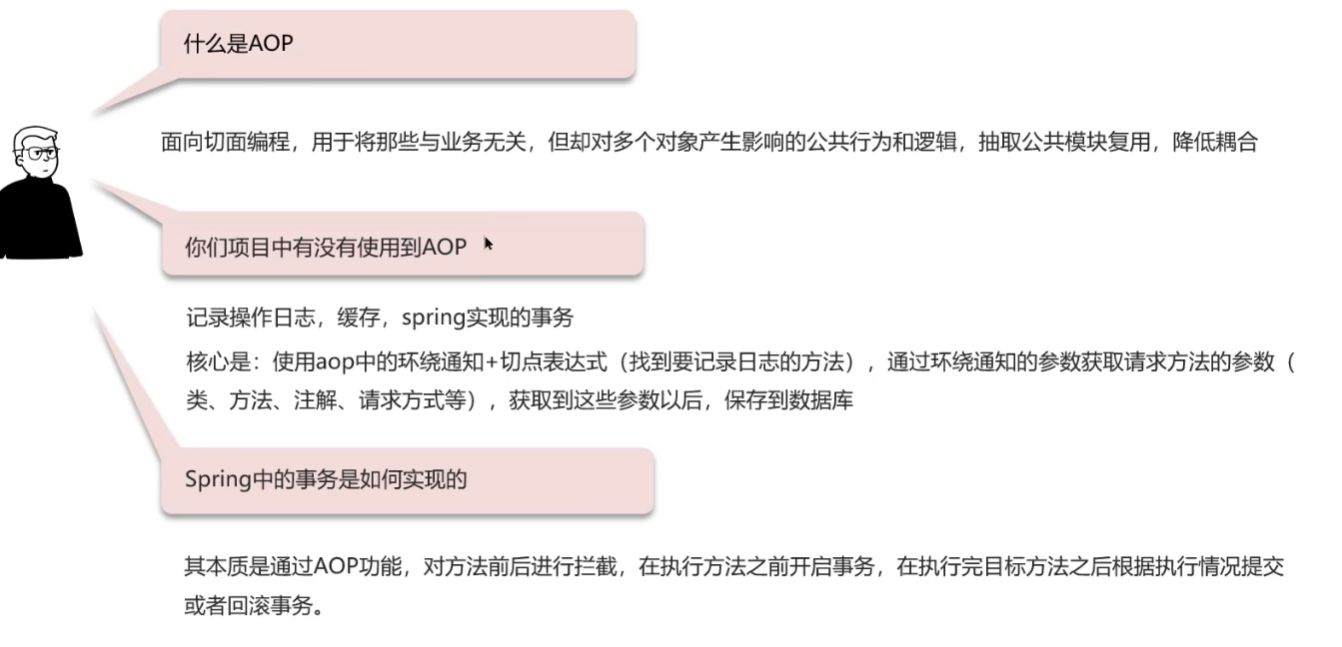 什么是AOP
面向切面编程，用于将那些与业务无关，但却对多个对象产生影响的公共行为和逻辑，抽取公共模块复用，降低耦合
你们项目中有没有使用到AOP
记录操作日志，缓存，spring实现的事务
核心是：使用aop中的环绕通知+切点表达式（找到要记录日志的方法），通过环绕通知的参数获取请求方法的参数（
类、方法、注解、请求方式等），获取到这些参数以后，保存到数据库
Spring中的事务是如何实现的
其本质是通过AOP功能，对方法前后进行拦截，在执行方法之前开启事务，在执行完目标方法之后根据执行情况提交
或者回滚事务。